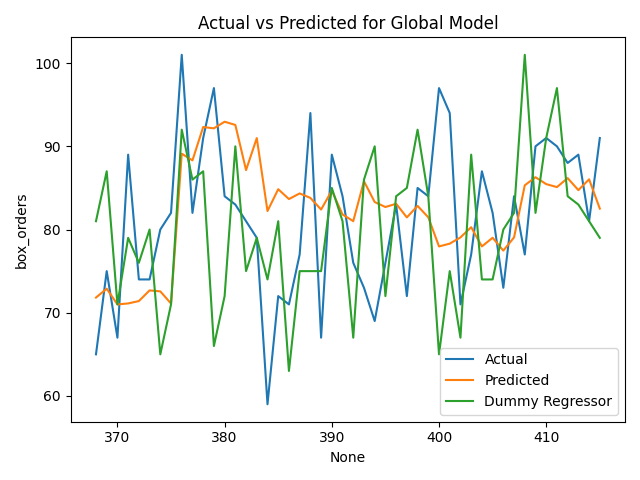 Actual vs Predicted for Global Model
box_orders
100
90
80
70
60
370
380
390
400
410
None
Actual
Predicted
Dummy Regressor